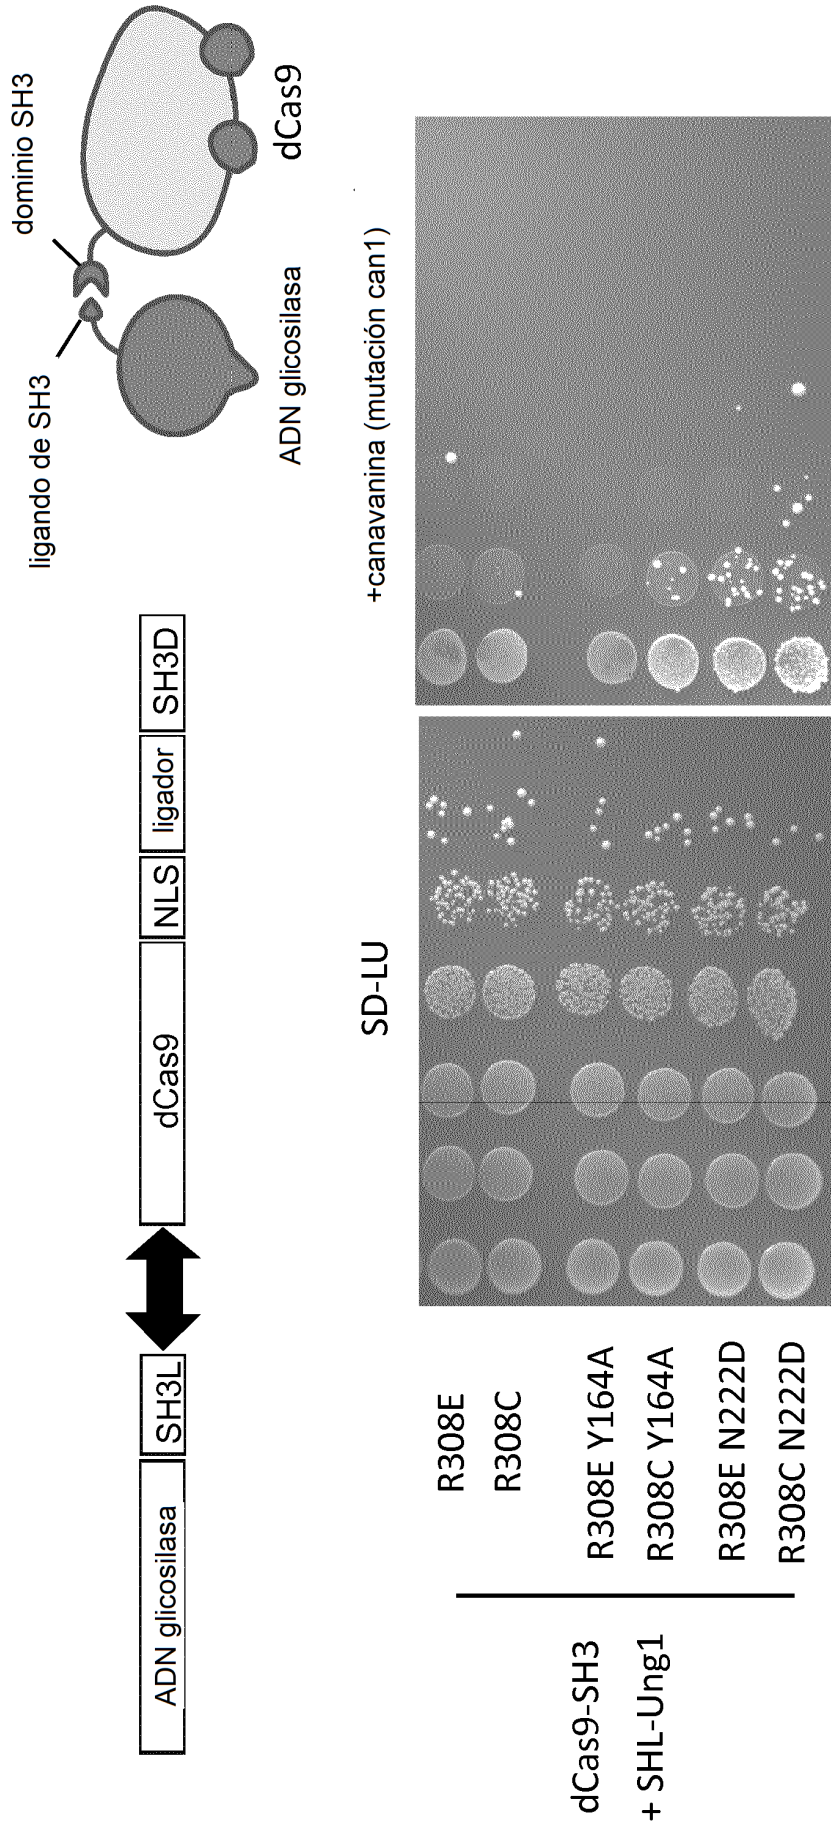 ADN glicosilasa
SH3L
dCas9
NLS
ligador
SH3D
ligando de SH3
dominio SH3
ADN glicosilasa
dCas9
SD-LU
+canavanina (mutación can1)
dCas9-SH3
+ SHL-Ung1
R308E
R308C
R308E Y164A
R308C Y164A
R308E N222D
R308C N222D